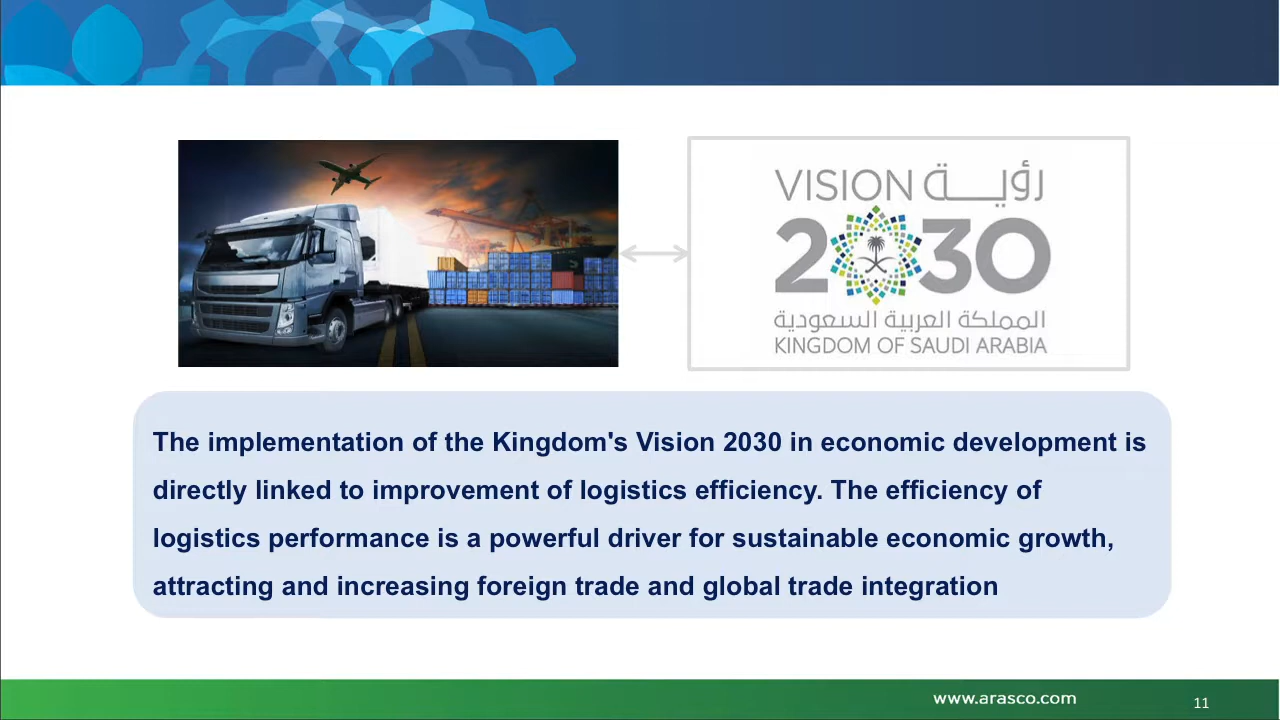 VISION رؤيـــة
2030
المملكة العربية السعودية
KINGDOM OF SAUDI ARABIA
The implementation of the Kingdom's Vision 2030 in economic development is
directly linked to improvement of logistics efficiency. The efficiency of
logistics performance is a powerful driver for sustainable economic growth,
attracting and increasing foreign trade and global trade integration
www.arasco.com
11